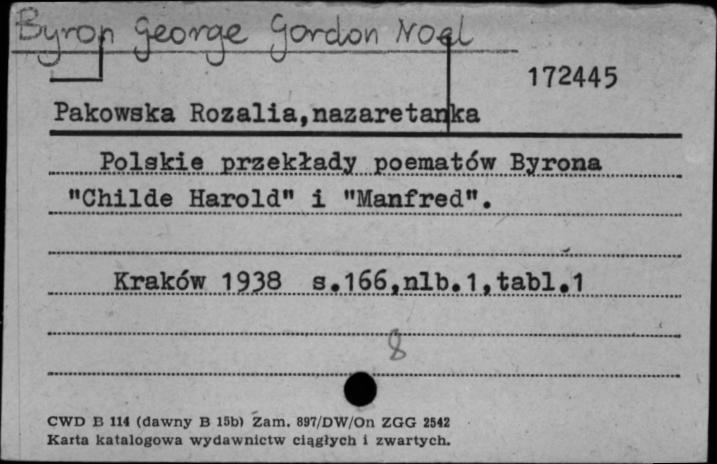 Byron George Gordon Noel
172445
Pakowska Rozalia,nazaretanka
Polskie przekłady poematów Byrona
"Childe Harold" i "Manfred".
Kraków 1938 s.166,nlb.1,tabl.1
8
CWD B 114 (dawny B 15b) Zam. 897/DW/On ZGG 2542
Karta katalogowa wydawnictw ciągłych i zwartych.